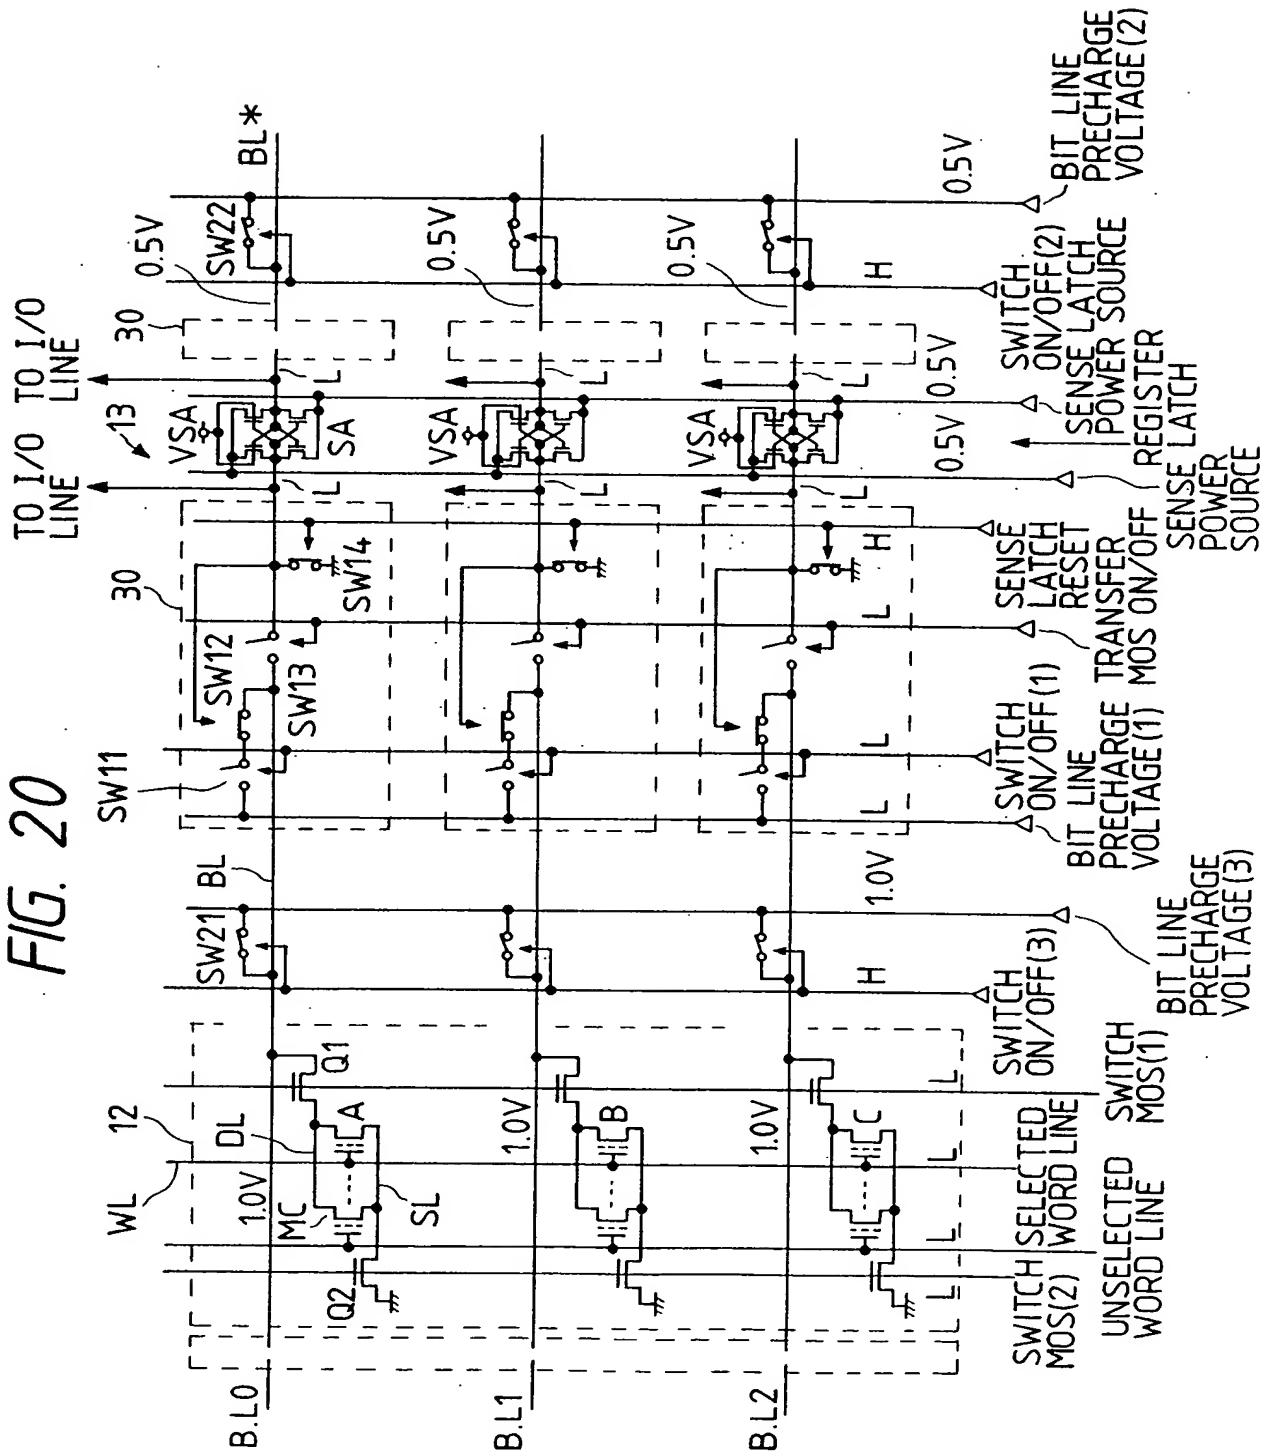 FIG. 20
TO I/O
LINE
TO I/O
LINE
13
30
30
SW11
SW12
SW13
SW14
VSA
SA
L
L
0.5V
SW22
BL*
12
WL
DL
1.0V
MC
A
SL
Q1
Q2
SW21
BL
B.L0
1.0V
B
VSA
L
L
0.5V
B.L1
1.0V
C
VSA
L
L
0.5V
B.L2
L
L
L
L
H
1.0V
L
L
L
H
0.5V
0.5V
H
0.5V
SWITCH
MOS(2)
UNSELECTED
WORD LINE
SELECTED
WORD LINE
SWITCH
MOS(1)
SWITCH
ON/OFF(3)
BIT LINE
PRECHARGE
VOLTAGE(3)
BIT LINE
PRECHARGE
VOLTAGE(1)
SWITCH
ON/OFF(1)
TRANSFER
MOS ON/OFF
SENSE
LATCH
RESET
SENSE
POWER
SOURCE
REGISTER
LATCH
SENSE LATCH
POWER SOURCE
SWITCH
ON/OFF(2)
BIT LINE
PRECHARGE
VOLTAGE(2)